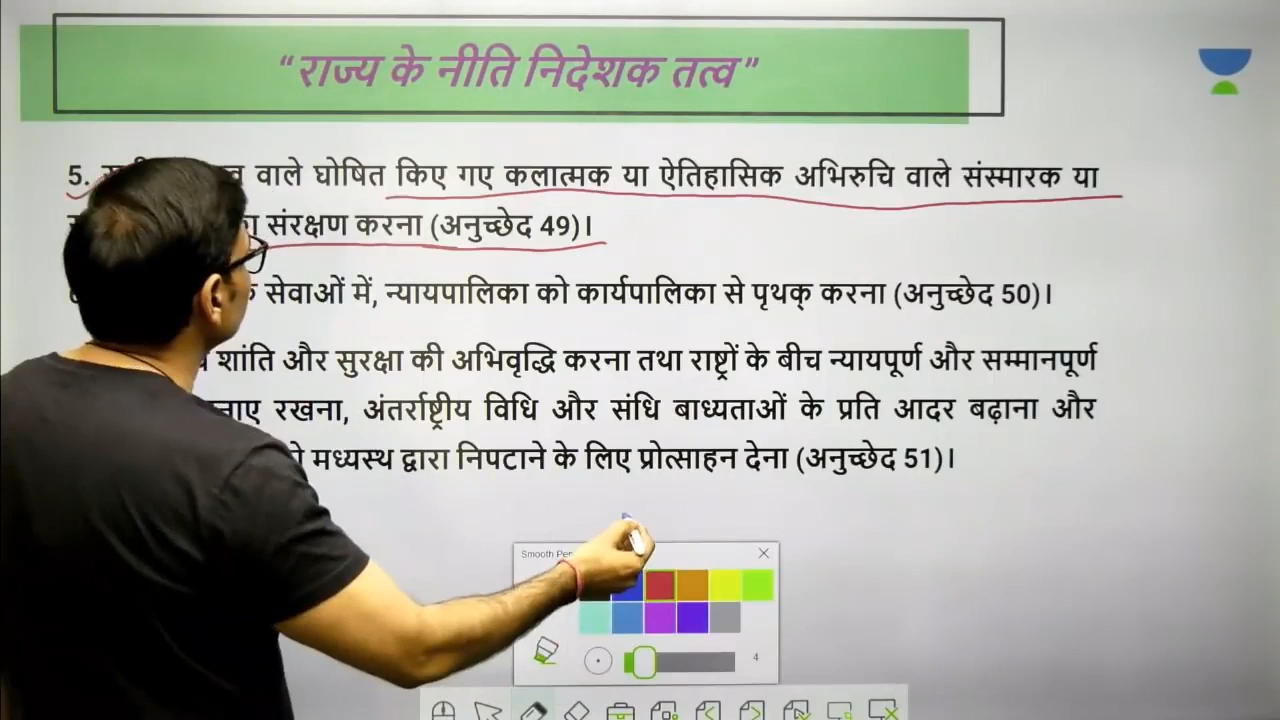 “राज्य के नीति निदेशक तत्व”
5. वाले घोषित किए गए कलात्मक या ऐतिहासिक अभिरुचि वाले संस्मारक या
संरक्षण करना (अनुच्छेद 49)।
सेवाओं में, न्यायपालिका को कार्यपालिका से पृथक् करना (अनुच्छेद 50)।
शांति और सुरक्षा की अभिवृद्धि करना तथा राष्ट्रों के बीच न्यायपूर्ण और सम्मानपूर्ण
रखना, अंतर्राष्ट्रीय विधि और संधि बाध्यताओं के प्रति आदर बढ़ाना और
मध्यस्थ द्वारा निपटाने के लिए प्रोत्साहन देना (अनुच्छेद 51)।
Smooth
4